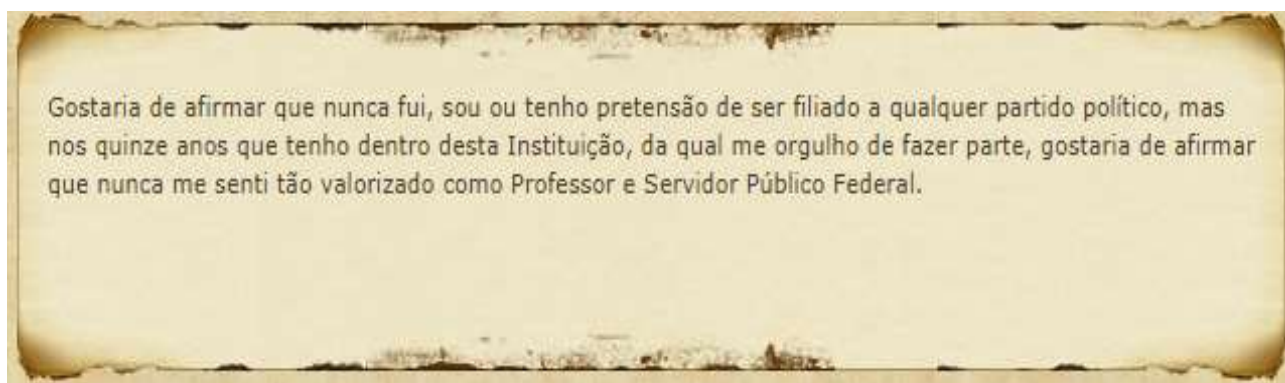 Gostaria de afirmar que nunca fui, sou ou tenho pretensão de ser filiado a qualquer partido político, mas
nos quinze anos que tenho dentro desta Instituição, da qual me orgulho de fazer parte, gostaria de afirmar
que nunca me senti tão valorizado como Professor e Servidor Público Federal.